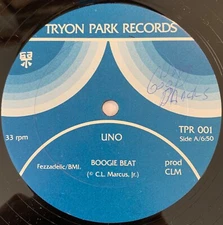 TRYON PARK RECORDS
33 rpm
UNO
TPR 001
Side A/6:50
BOOGIE BEAT
Fezzadelic/BMI.
(© C.L. Marcus, Jr.)
prod
CLM